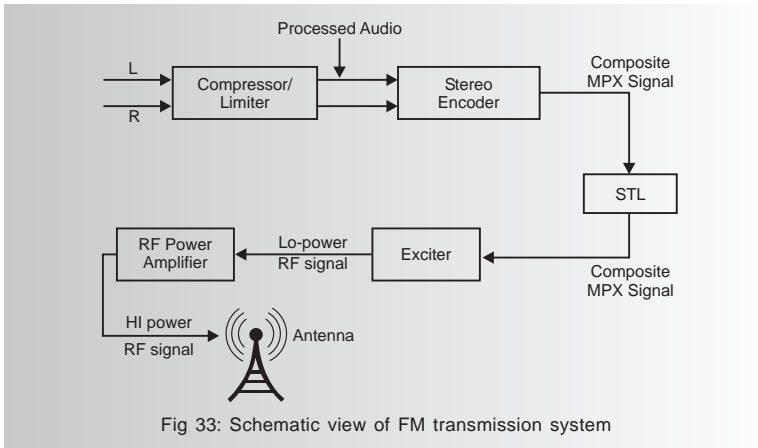 Processed Audio
L
R
Compressor/
Limiter
Stereo
Encoder
Composite
MPX Signal
STL
Composite
MPX Signal
Exciter
Lo-power
RF signal
RF Power
Amplifier
HI power
RF signal
Antenna
Fig 33: Schematic view of FM transmission system